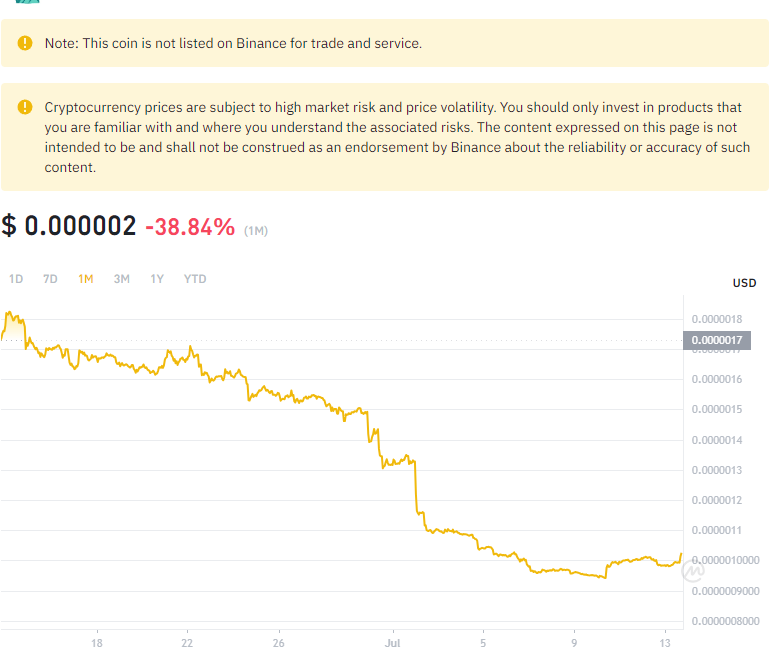 Note: This coin is not listed on Binance for trade and service.
Cryptocurrency prices are subject to high market risk and price volatility. You should only invest in products that
you are familiar with and where you understand the associated risks. The content expressed on this page is not
intended to be and shall not be construed as an endorsement by Binance about the reliability or accuracy of such
content.
$ 0.000002 -38.84% (1M)
1D 7D 1M 3M 1Y YTD
USD
0.0000018
0.0000017
0.0000017
0.0000016
0.0000015
0.0000014
0.0000013
0.0000012
0.0000011
0.0000010000
0.0000009000
0.0000008000
18 22 26 Jul 5 9 13